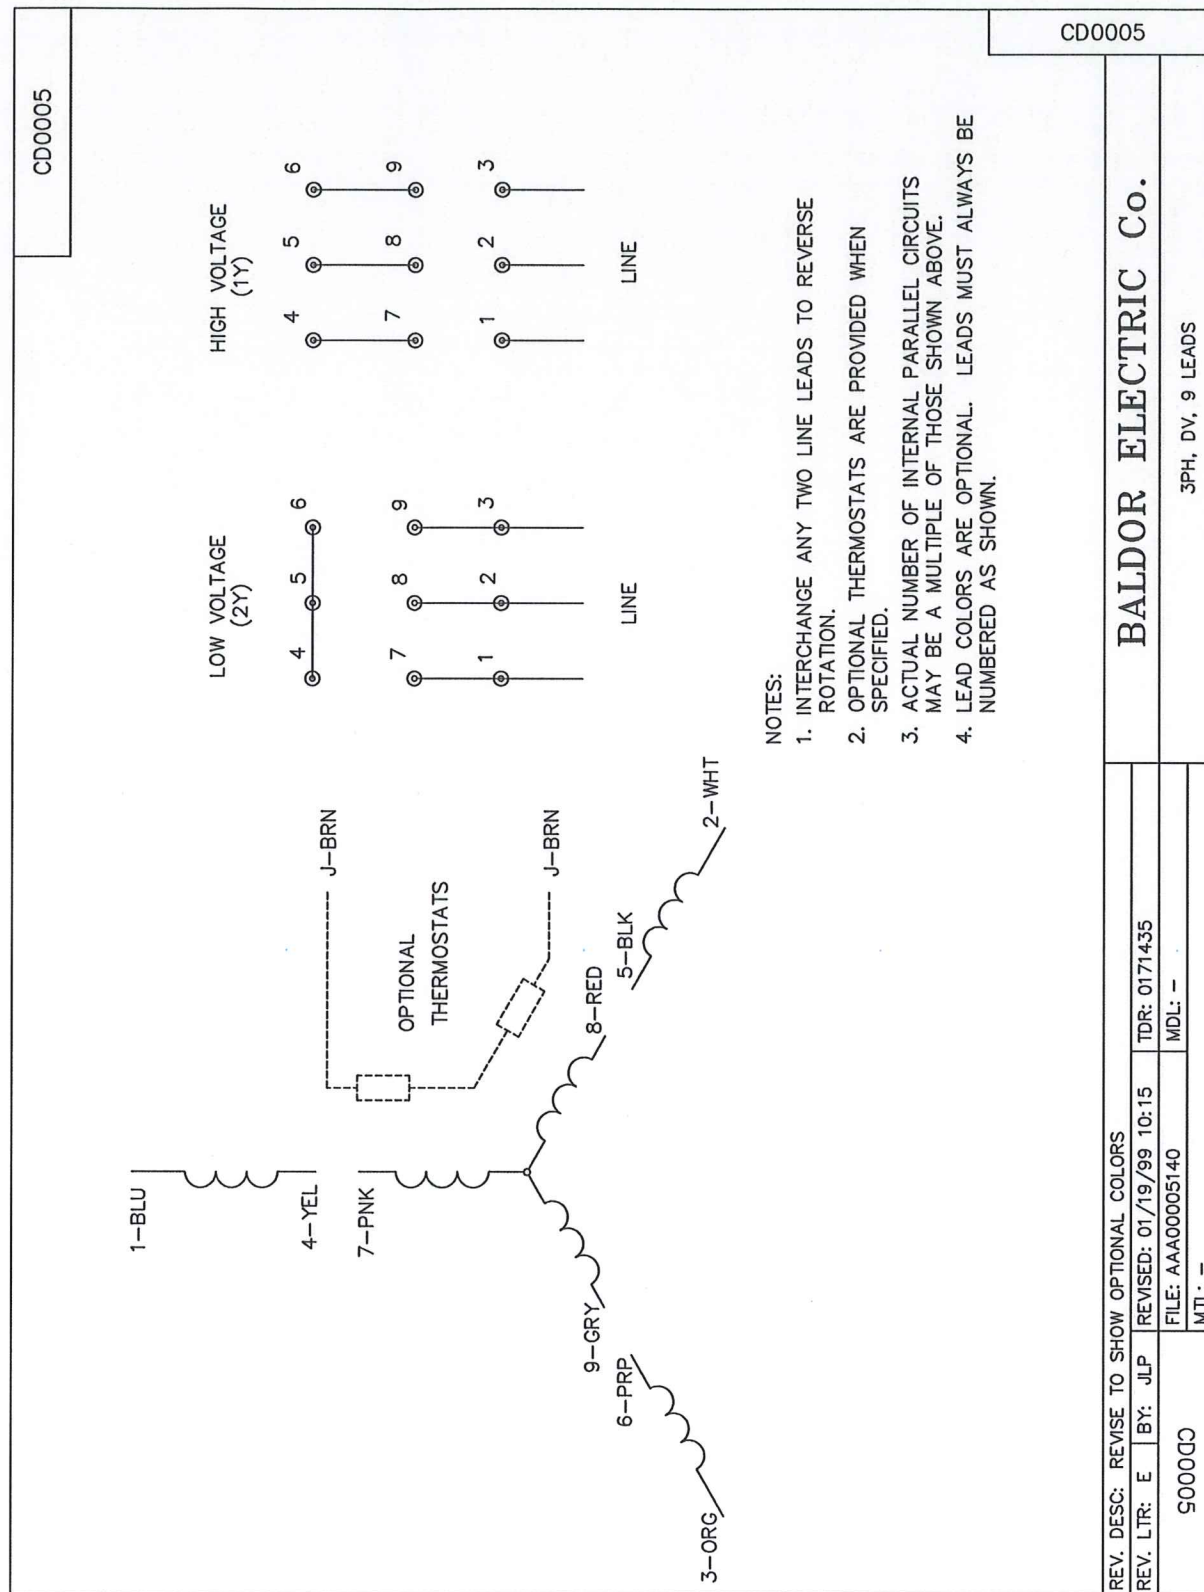 CD0005
CD0005
1-BLU
4-YEL
7-PNK
9-GRY
6-PRP
3-ORG
8-RED
5-BLK
2-WHT
J-BRN
OPTIONAL
THERMOSTATS
J-BRN
LOW VOLTAGE
(2Y)
4 5 6
7 8 9
1 2 3
LINE
HIGH VOLTAGE
(1Y)
4 5 6
7 8 9
1 2 3
LINE
NOTES:
1. INTERCHANGE ANY TWO LINE LEADS TO REVERSE
ROTATION.
2. OPTIONAL THERMOSTATS ARE PROVIDED WHEN
SPECIFIED.
3. ACTUAL NUMBER OF INTERNAL PARALLEL CIRCUITS
MAY BE A MULTIPLE OF THOSE SHOWN ABOVE.
4. LEAD COLORS ARE OPTIONAL. LEADS MUST ALWAYS BE
NUMBERED AS SHOWN.
REV. DESC: REVISE TO SHOW OPTIONAL COLORS
REV. LTR: E BY: JLP REVISED: 01/19/99 10:15 TDR: 0171435
CD0005
FILE: AAA00005140 MDL: -
MTL: -
BALDOR ELECTRIC Co.
3PH, DV, 9 LEADS